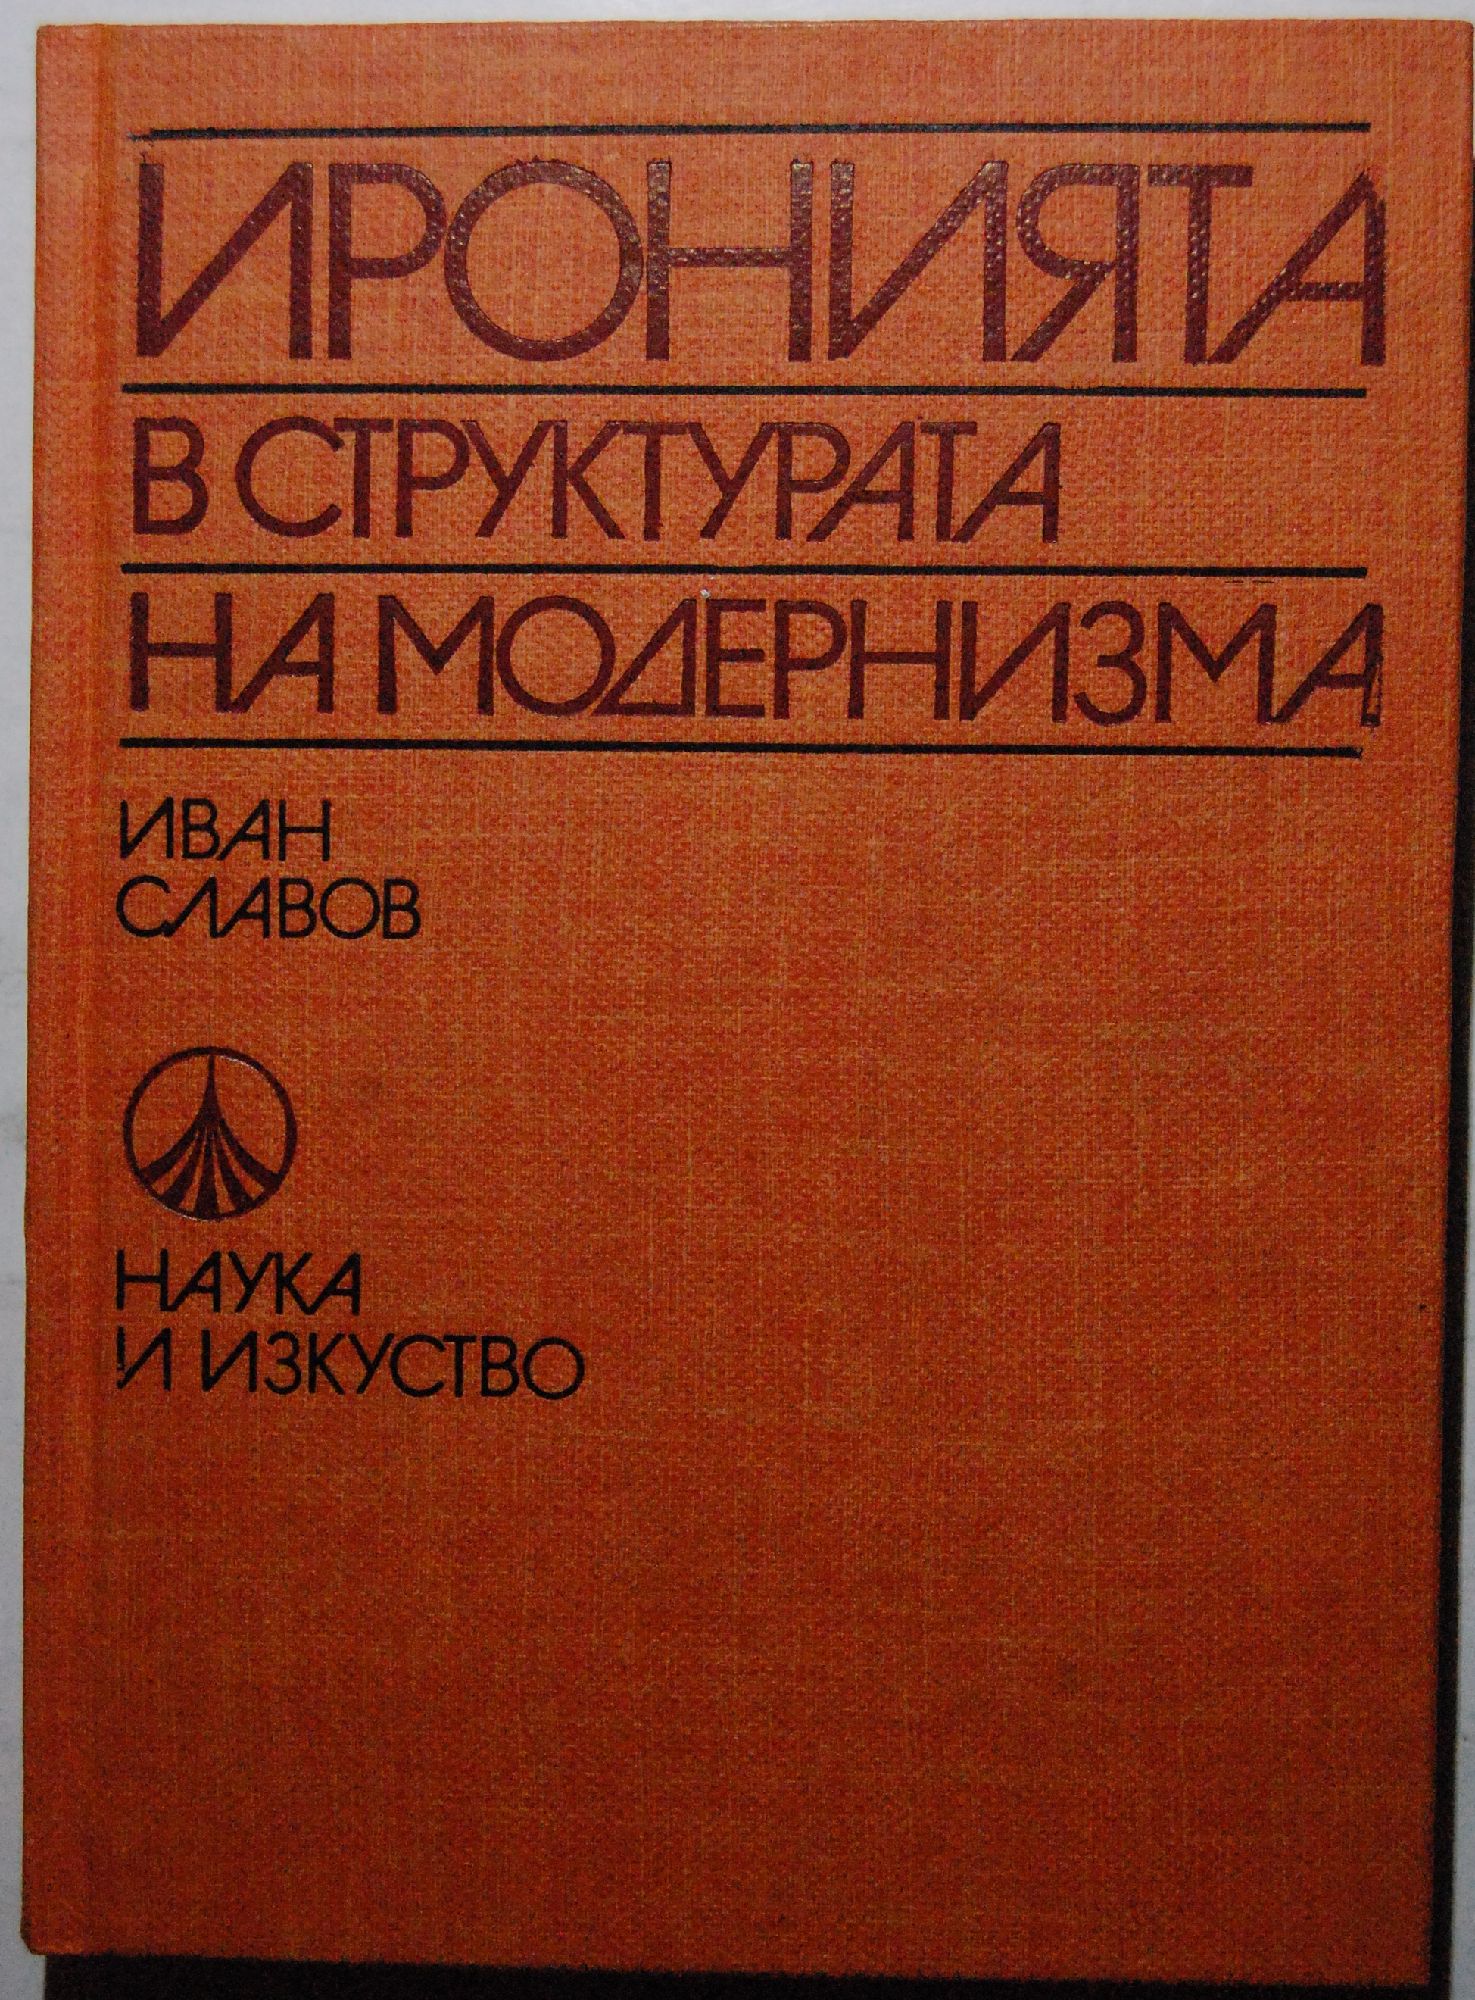 ИРОНИЯТА
В СТРУКТУРАТА
НА МОДЕРНИЗМА
ИВАН
СЛАВОВ
НАУКА
И ИЗКУСТВО